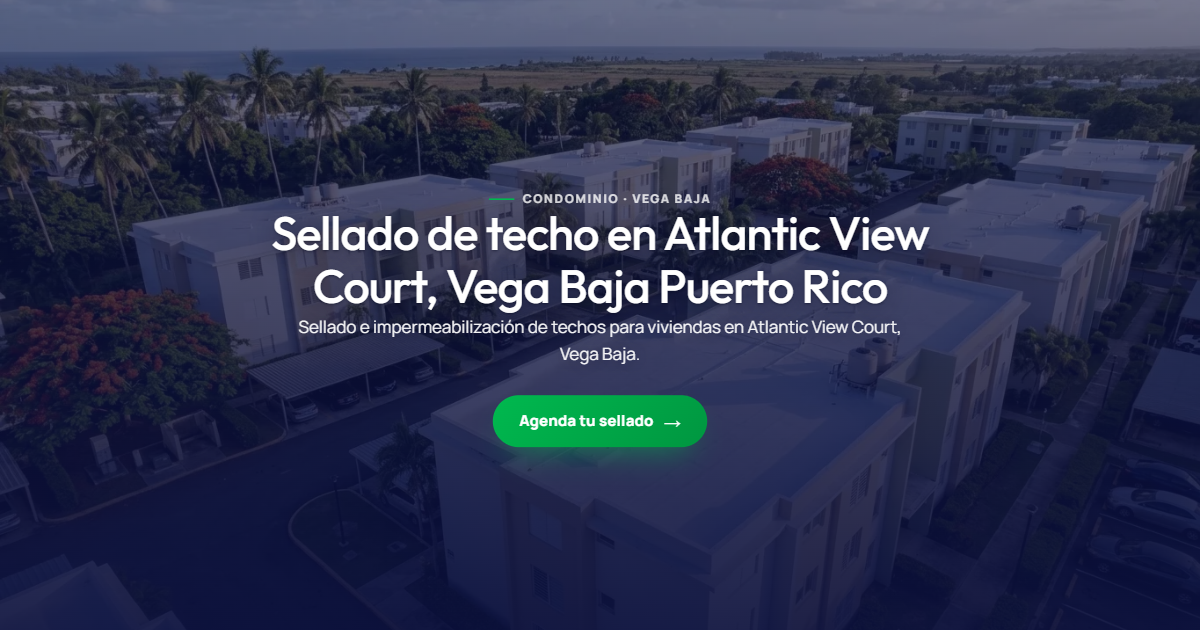 CONDOMINIO · VEGA BAJA
Sellado de techo en Atlantic View
Court, Vega Baja Puerto Rico
Sellado e impermeabilización de techos para viviendas en Atlantic View Court,
Vega Baja.
Agenda tu sellado →